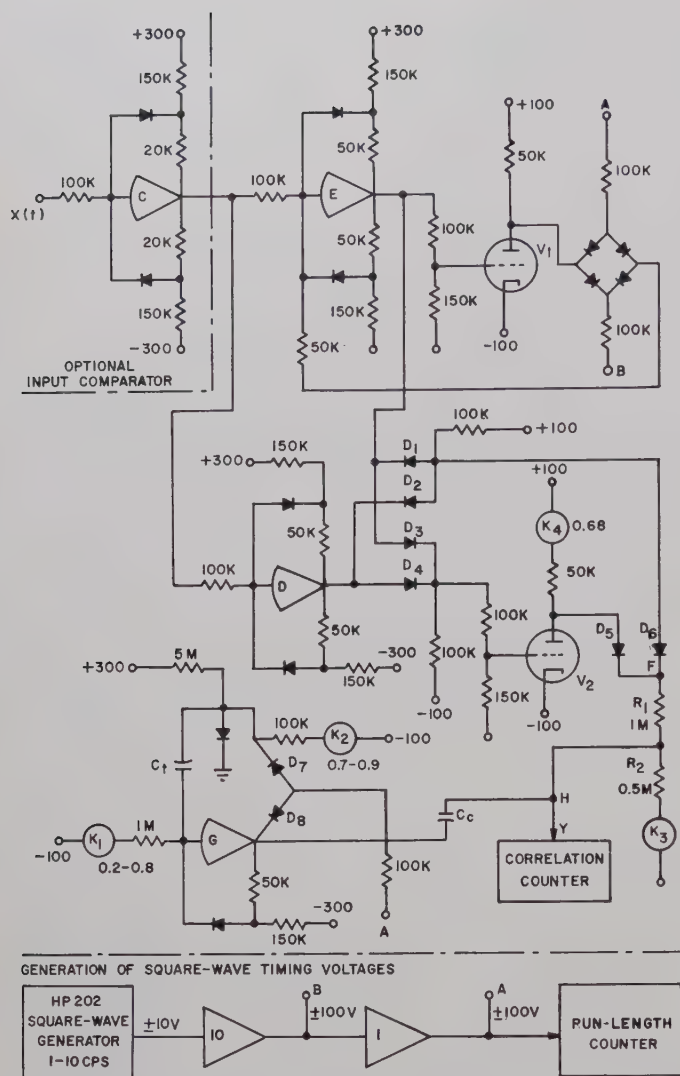 +300
150K
20K
100K
C
X(t)
20K
150K
-300
OPTIONAL
INPUT COMPARATOR
+300
150K
50K
100K
E
50K
150K
50K
100K
150K
+100
50K
V1
-100
A
100K
100K
B
100K
+100
150K
+300
D1
D2
D3
D4
50K
100K
D
50K
-300
150K
100K
-100
100K
150K
+100
K4
0.68
50K
D5
D6
F
V2
-100
R1
1M
R2
0.5M
H
Y
K3
CORRELATION
COUNTER
5M
+300
100K
K2
-100
0.7-0.9
Ct
D7
D8
1M
K1
-100
0.2-0.8
G
Cc
50K
-300
150K
100K
A
GENERATION OF SQUARE-WAVE TIMING VOLTAGES
HP 202
SQUARE-WAVE
GENERATOR
1-10 CPS
±10V
10
B
±100V
1
A
±100V
RUN-LENGTH
COUNTER